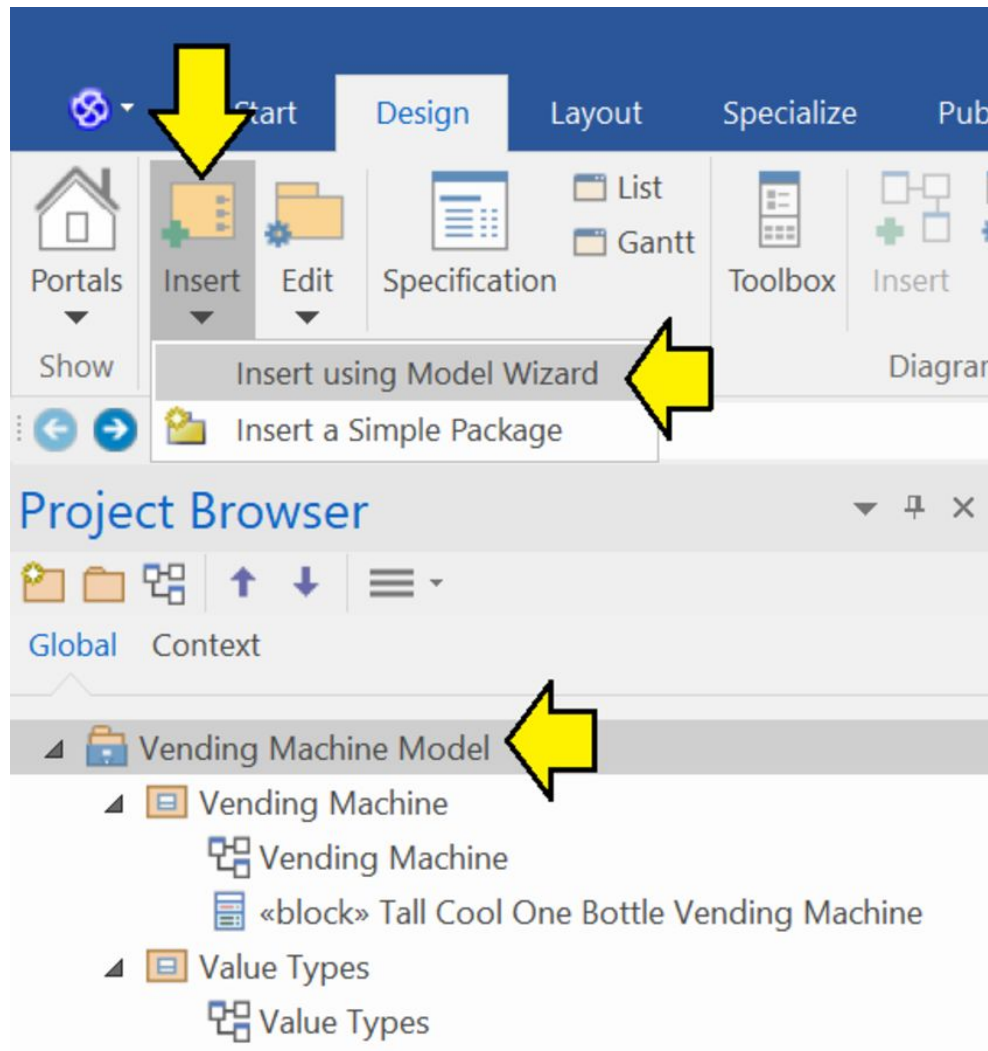 Start Design Layout Specialize Pub
List
Gantt
Portals Insert Edit Specification Toolbox Insert
Show Diagram
Insert using Model Wizard
Insert a Simple Package
Project Browser
Global Context
Vending Machine Model
Vending Machine
Vending Machine
«block» Tall Cool One Bottle Vending Machine
Value Types
Value Types